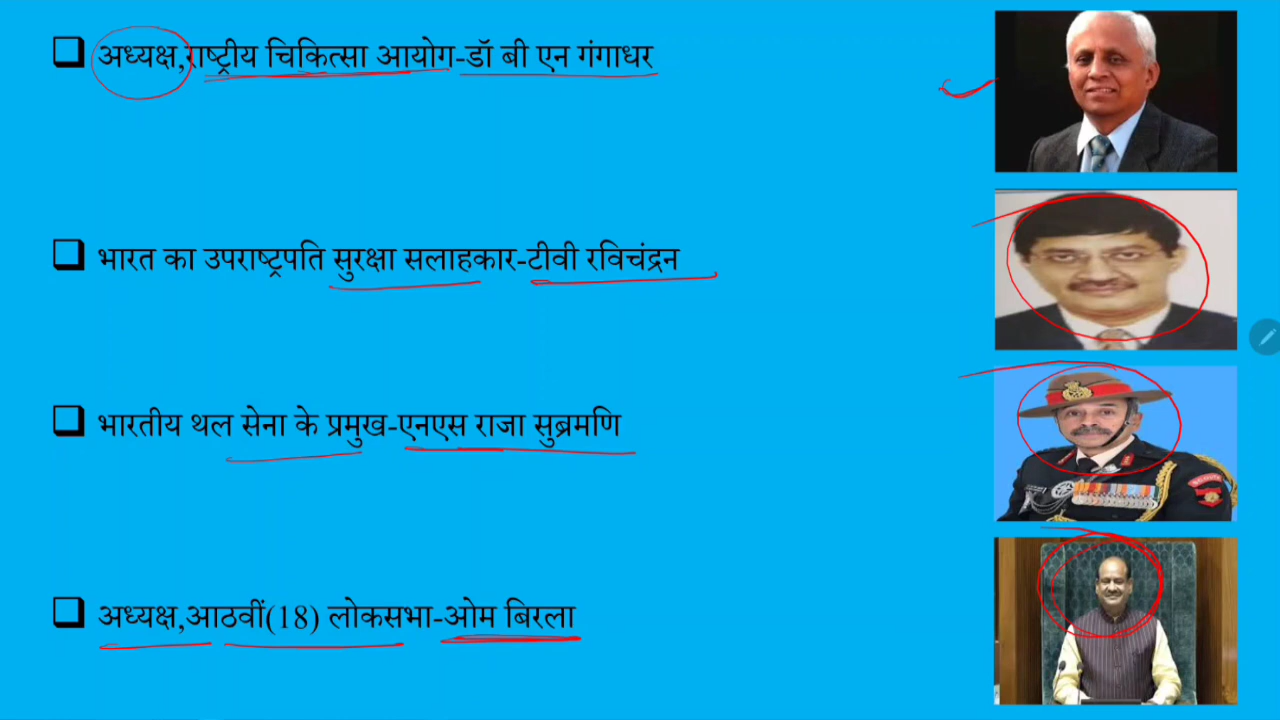 अध्यक्ष,राष्ट्रीय चिकित्सा आयोग-डॉ बी एन गंगाधर
भारत का उपराष्ट्रपति सुरक्षा सलाहकार-टीवी रविचंद्रन
भारतीय थल सेना के प्रमुख-एनएस राजा सुब्रमणि
अध्यक्ष,आठवीं(18) लोकसभा-ओम बिरला